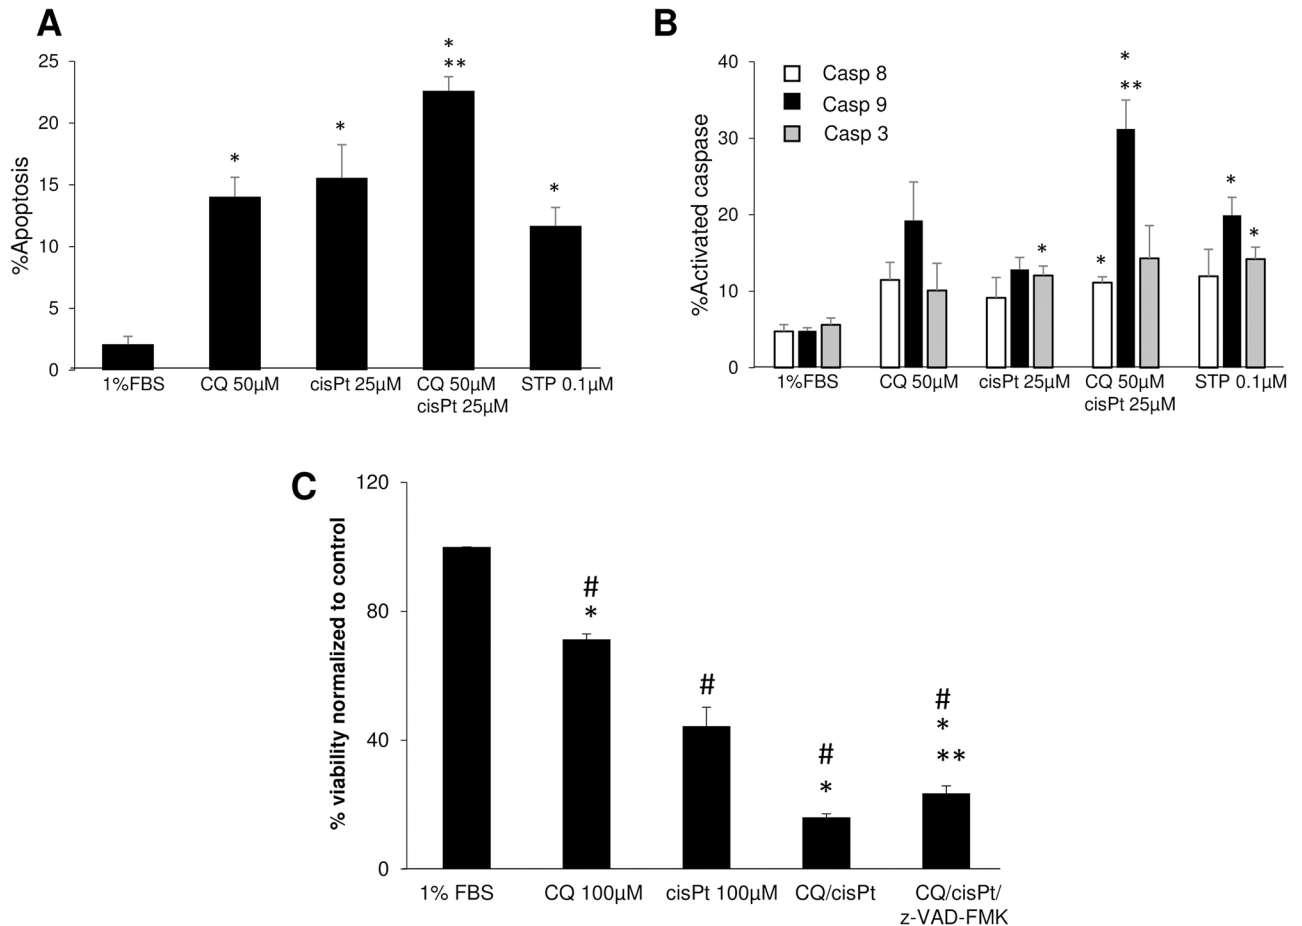 A
*
**
*
*
*
25
20
15
10
5
0
%Apoptosis
1%FBS
CQ 50µM
cisPt 25µM
CQ 50µM
cisPt 25µM
STP 0.1µM
B
Casp 8
Casp 9
Casp 3
*
**
*
*
*
*
40
30
20
10
0
%Activated caspase
1%FBS
CQ 50µM
cisPt 25µM
CQ 50µM
cisPt 25µM
STP 0.1µM
C
120
80
40
0
% viability normalized to control
#
*
#
#
*
#
*
**
1% FBS
CQ 100µM
cisPt 100µM
CQ/cisPt
CQ/cisPt/
z-VAD-FMK